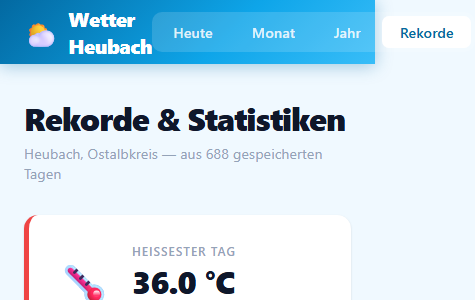 Wetter
Heubach
Heute Monat Jahr Rekorde
Rekorde & Statistiken
Heubach, Ostalbkreis — aus 688 gespeicherten
Tagen
HEISSESTER TAG
36.0 °C